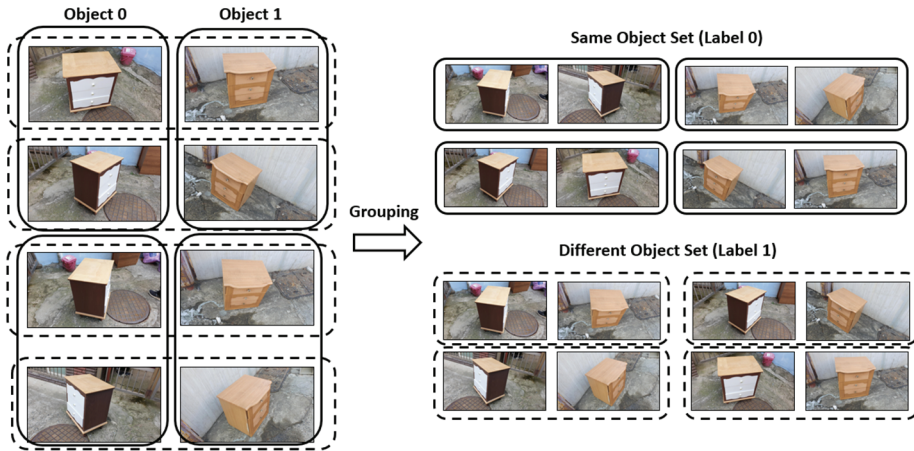 Object 0
Object 1
Same Object Set (Label 0)
Grouping
Different Object Set (Label 1)